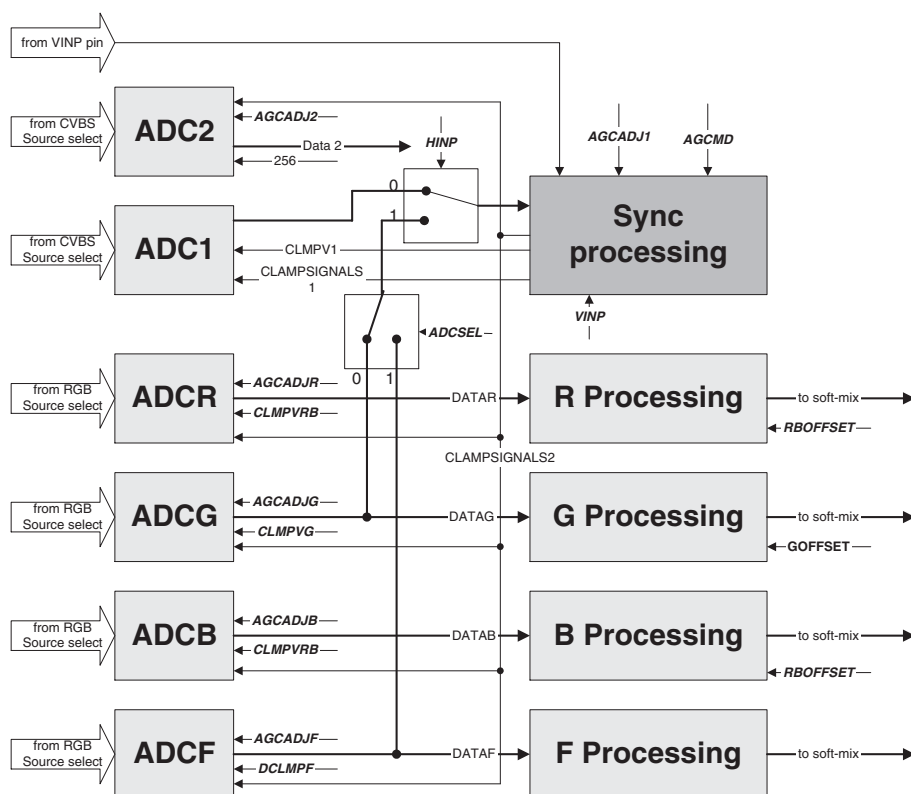 from VINP pin
from CVBS
Source select
ADC2
AGCADJ2
Data 2
256
HINP
AGCADJ1
AGCMD
0
1
Sync
processing
from CVBS
Source select
ADC1
CLMPV1
CLAMPSIGNALS
1
VINP
ADCSEL
0 1
from RGB
Source select
ADCR
AGCADJR
CLMPVRB
DATAR
R Processing
to soft-mix
RBOFFSET
CLAMPSIGNALS2
from RGB
Source select
ADCG
AGCADJG
CLMPVG
DATAG
G Processing
to soft-mix
GOFFSET
from RGB
Source select
ADCB
AGCADJB
CLMPVRB
DATAB
B Processing
to soft-mix
RBOFFSET
from RGB
Source select
ADCF
AGCADJF
DCLMPF
DATAF
F Processing
to soft-mix